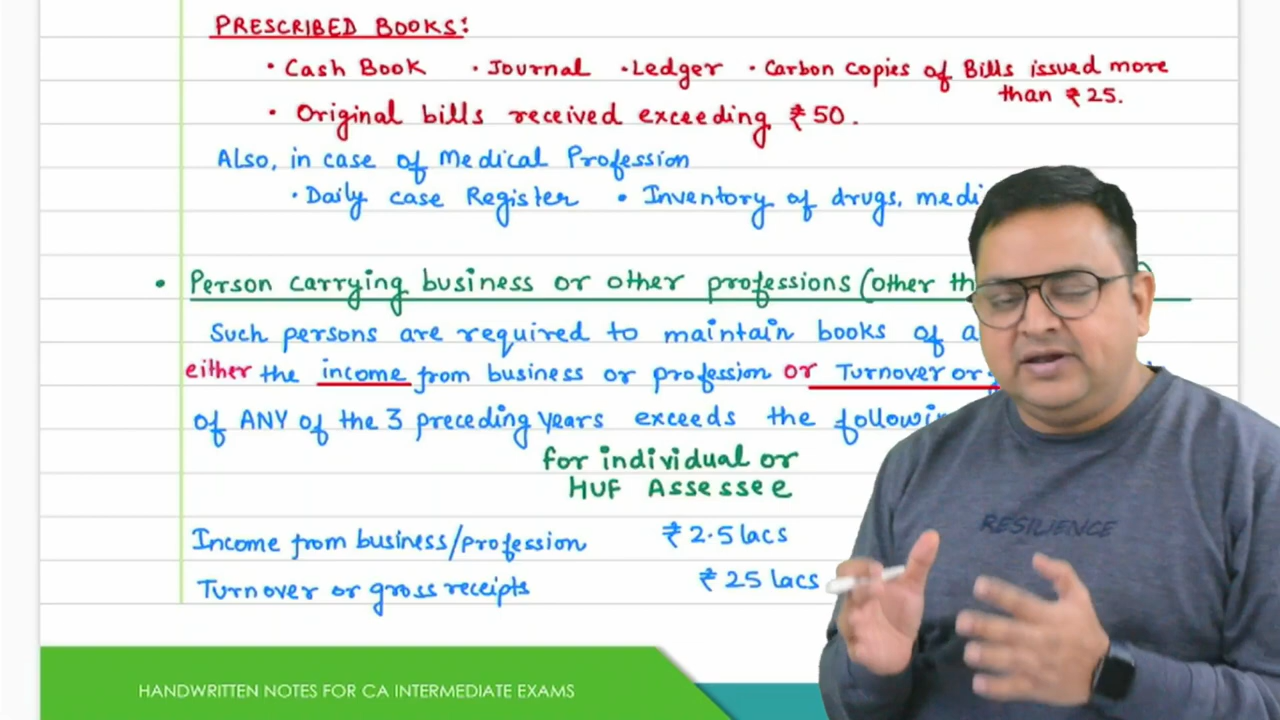 PRESCRIBED BOOKS:
• Cash Book • Journal • Ledger • Carbon copies of Bills issued more
than ₹25.
• Original bills received exceeding ₹50.
Also, in case of Medical Profession
• Daily case Register • Inventory of drugs, medi
• Person carrying business or other professions (other th
Such persons are required to maintain books of a
either the income from business or profession or Turnover or g
of ANY of the 3 preceding years exceeds the followin
for individual or
HUF Assessee
Income from business/profession ₹2.5 lacs
Turnover or gross receipts ₹25 lacs
RESILIENCE
HANDWRITTEN NOTES FOR CA INTERMEDIATE EXAMS